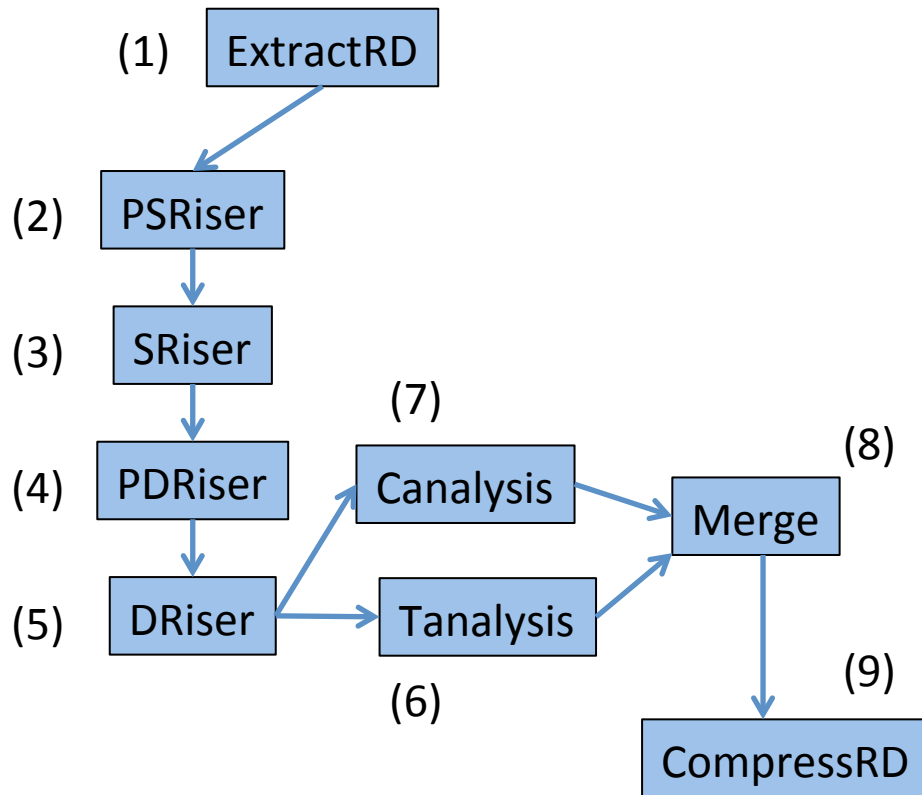 (1) ExtractRD
(2) PSRiser
(3) SRiser
(4) PDRiser
(5) DRiser
(7)
Canalysis
Tanalysis
(6)
(8)
Merge
(9)
CompressRD